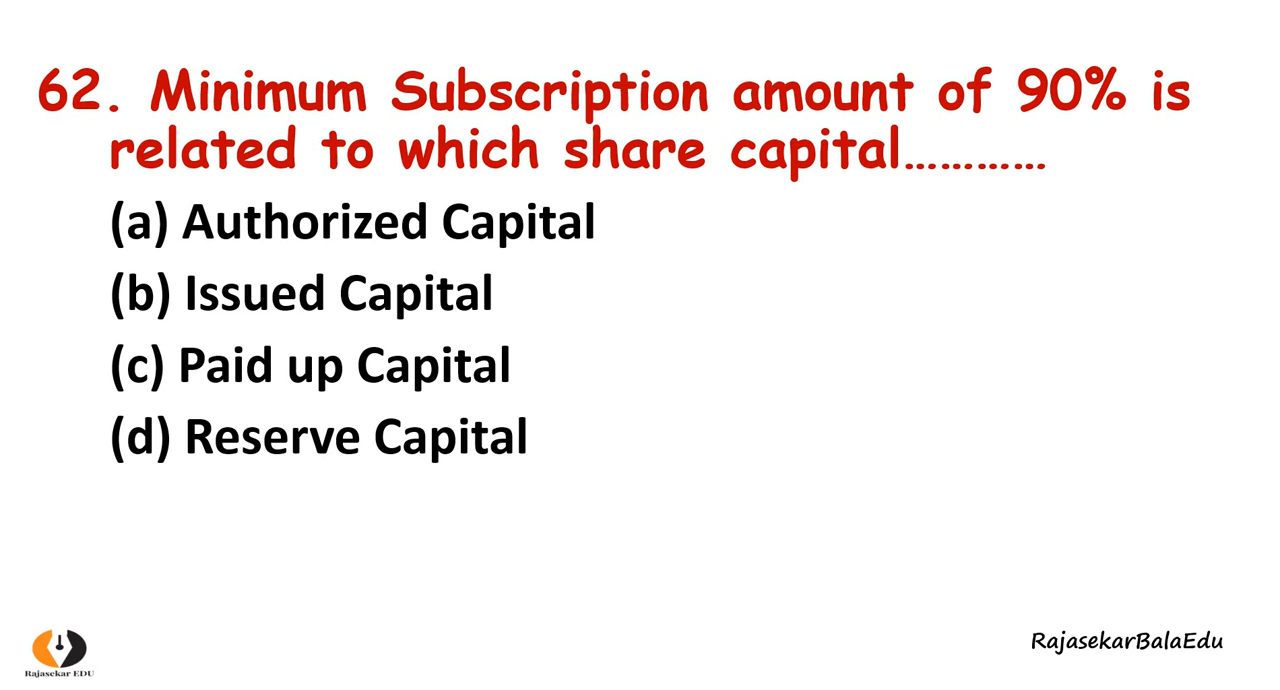 62. Minimum Subscription amount of 90% is
related to which share capital…………
(a) Authorized Capital
(b) Issued Capital
(c) Paid up Capital
(d) Reserve Capital
Rajasekar EDU
RajasekarBalaEdu